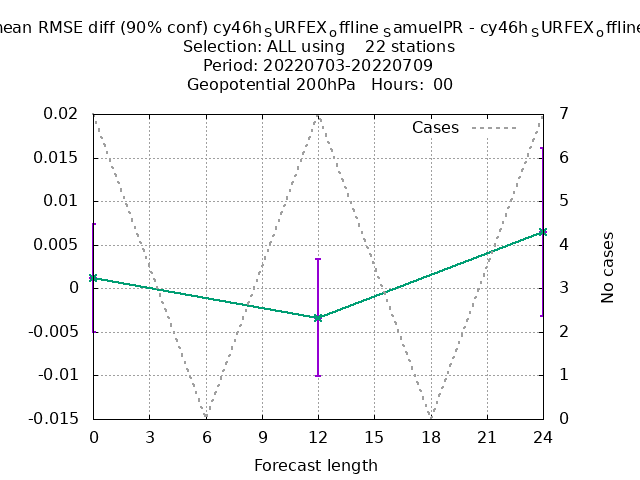 nean RMSE diff (90% conf) cy46h_SURFEX_offline_SamuelPR - cy46h_SURFEX_offline
Selection: ALL using    22 stations
Period: 20220703-20220709
Geopotential 200hPa   Hours:  00
Cases
0.02
0.015
0.01
0.005
0
-0.005
-0.01
-0.015
7
6
5
4
3
2
1
0
No cases
0 3 6 9 12 15 18 21 24
Forecast length